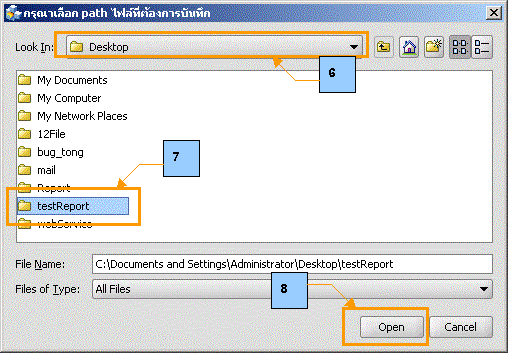 กรุณาเลือก path ไฟล์ที่ต้องการบันทึก
Look In: Desktop
6
My Documents
My Computer
My Network Places
12File
bug_tong
7
mail
Report
testReport
webService
File Name: C:\Documents and Settings\Administrator\Desktop\testReport
Files of Type: All Files
8
Open Cancel